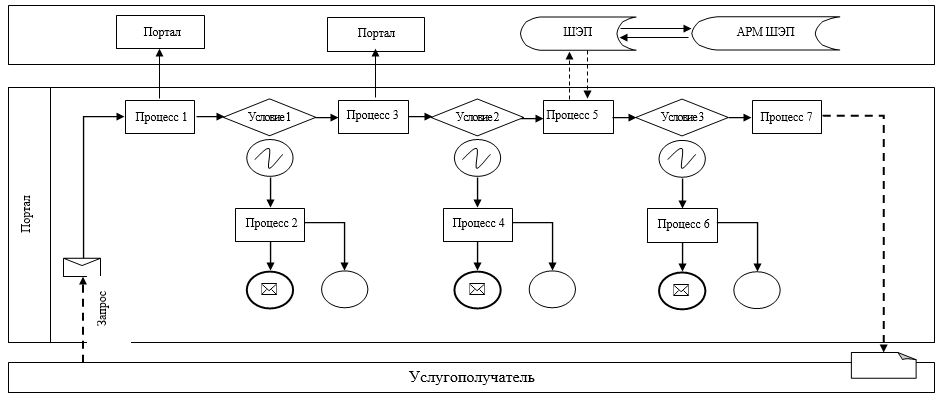 Портал
Портал
ШЭП
АРМ ШЭП
Процесс 1
Условие 1
Процесс 3
Условие 2
Процесс 5
Условие 3
Процесс 7
Портал
Процесс 2
Процесс 4
Процесс 6
Запрос
Услугополучатель